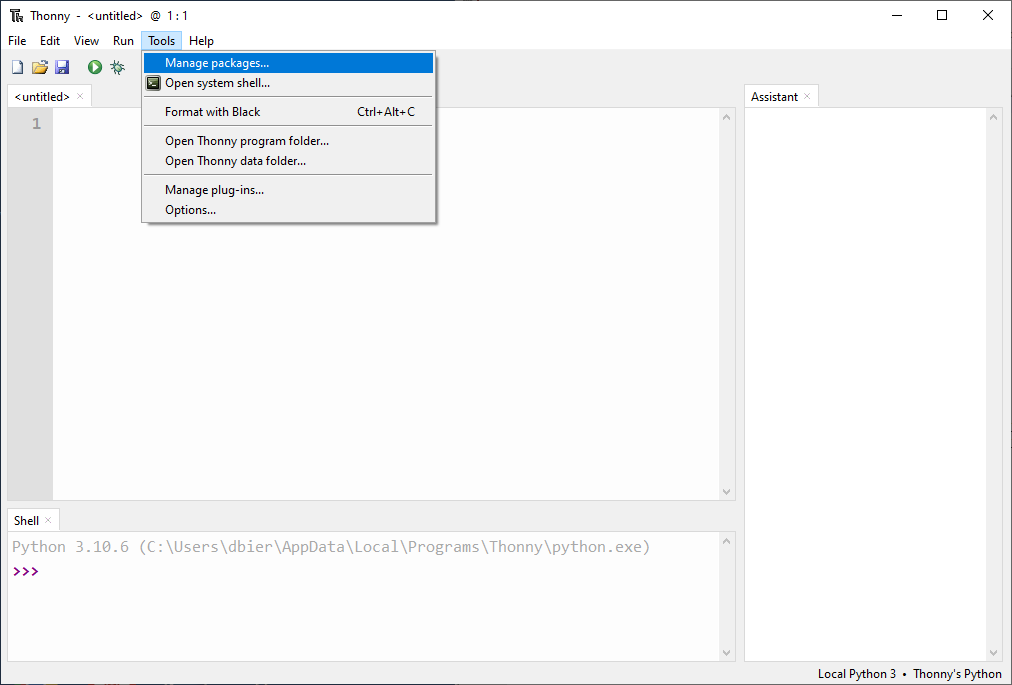 Thonny - <untitled> @ 1 : 1
File Edit View Run Tools Help
Manage packages...
Open system shell...
Format with Black Ctrl+Alt+C
Open Thonny program folder...
Open Thonny data folder...
Manage plug-ins...
Options...
<untitled> ×
1
Assistant ×
Shell ×
Python 3.10.6 (C:\Users\dbier\AppData\Local\Programs\Thonny\python.exe)
>>>
Local Python 3 • Thonny's Python